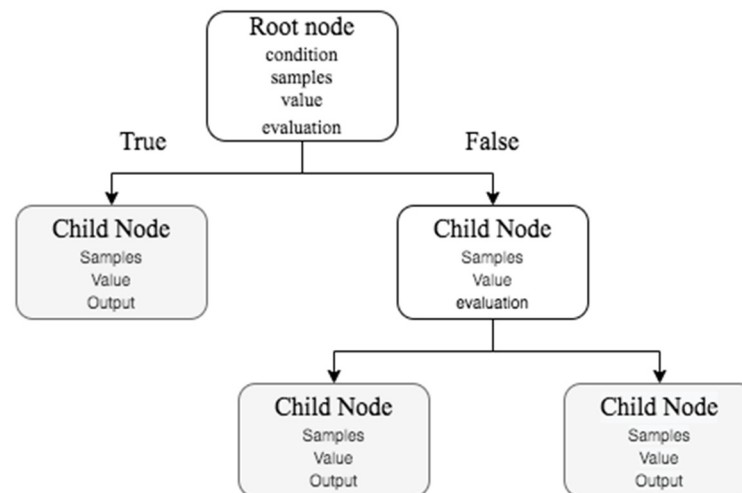 Root node
condition
samples
value
evaluation
True
False
Child Node
Samples
Value
Output
Child Node
Samples
Value
evaluation
Child Node
Samples
Value
Output
Child Node
Samples
Value
Output